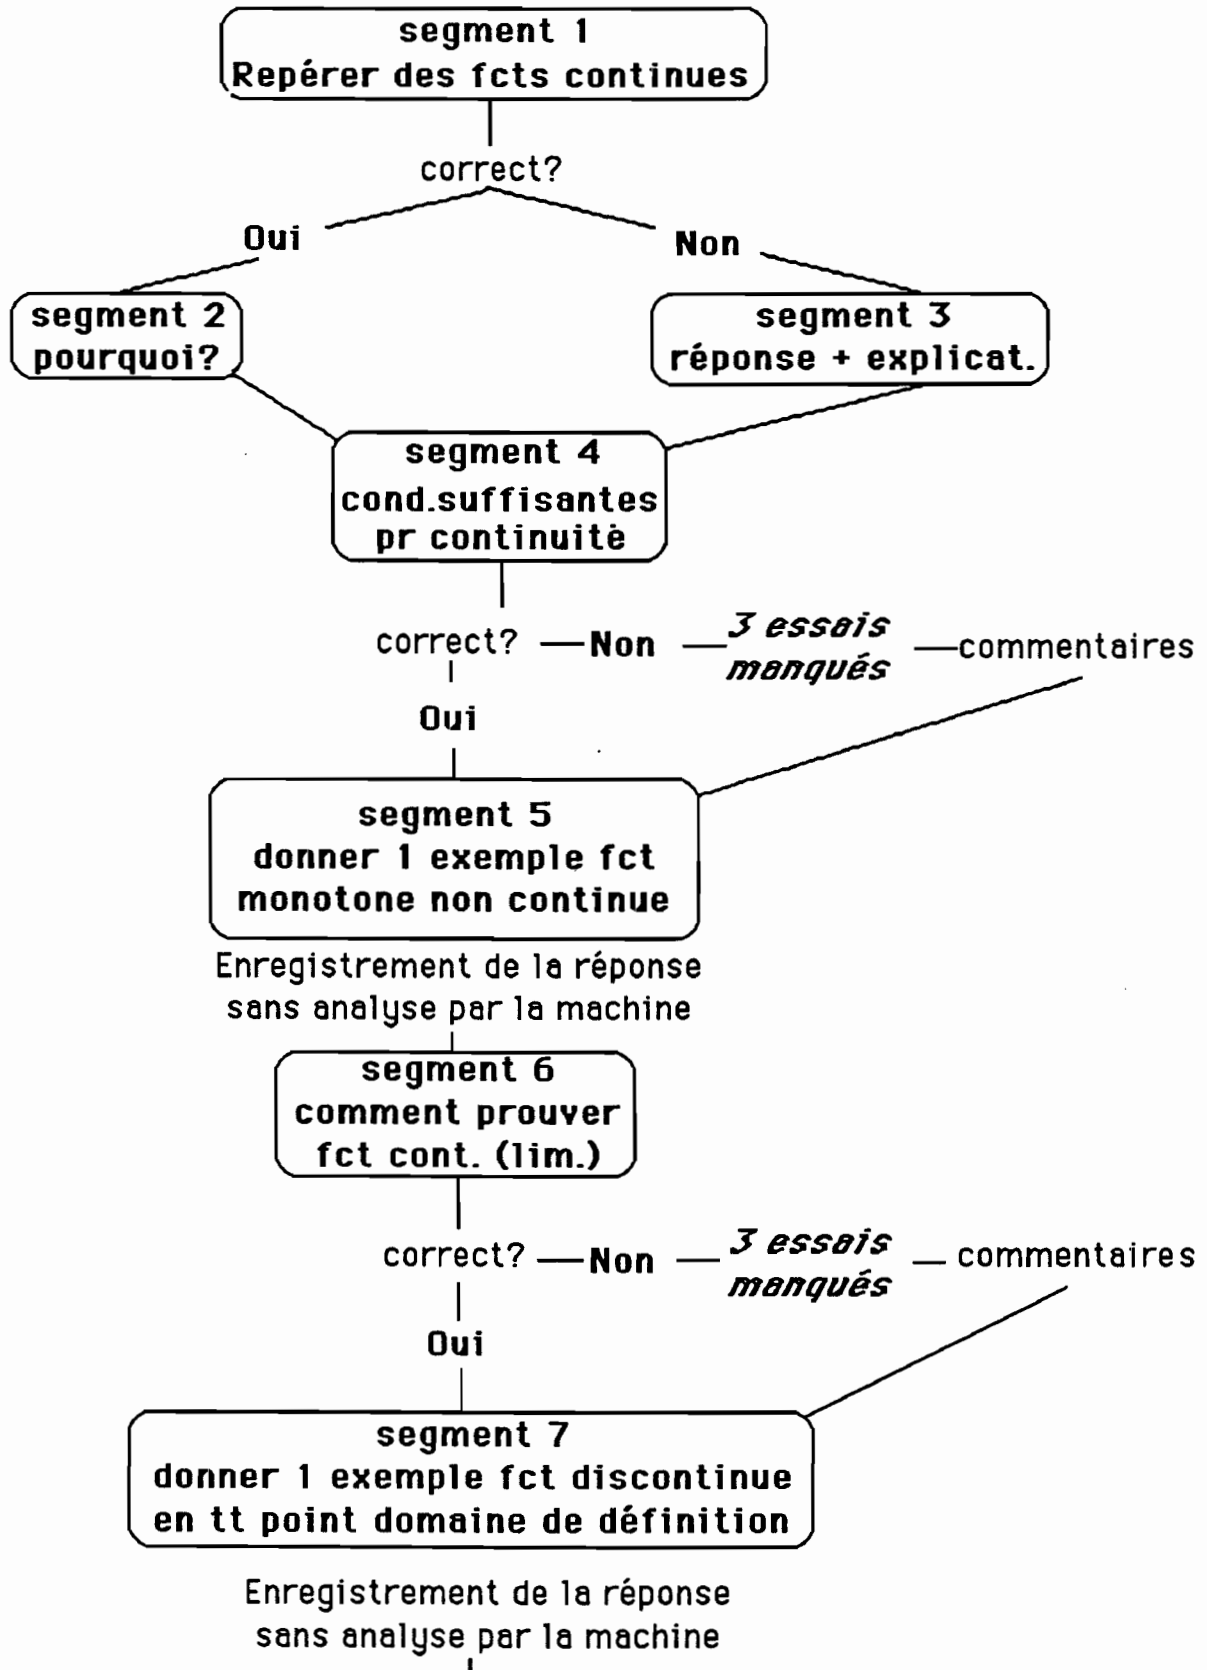 segment 1
Repérer des fcts continues
correct?
Oui
Non
segment 2
pourquoi?
segment 3
réponse + explicat.
segment 4
cond.suffisantes
pr continuitè
correct? Non 3 essais manqués commentaires
Oui
segment 5
donner 1 exemple fct
monotone non continue
Enregistrement de la réponse
sans analyse par la machine
segment 6
comment prouver
fct cont. (lim.)
correct? Non 3 essais manqués commentaires
Oui
segment 7
donner 1 exemple fct discontinue
en tt point domaine de définition
Enregistrement de la réponse
sans analyse par la machine